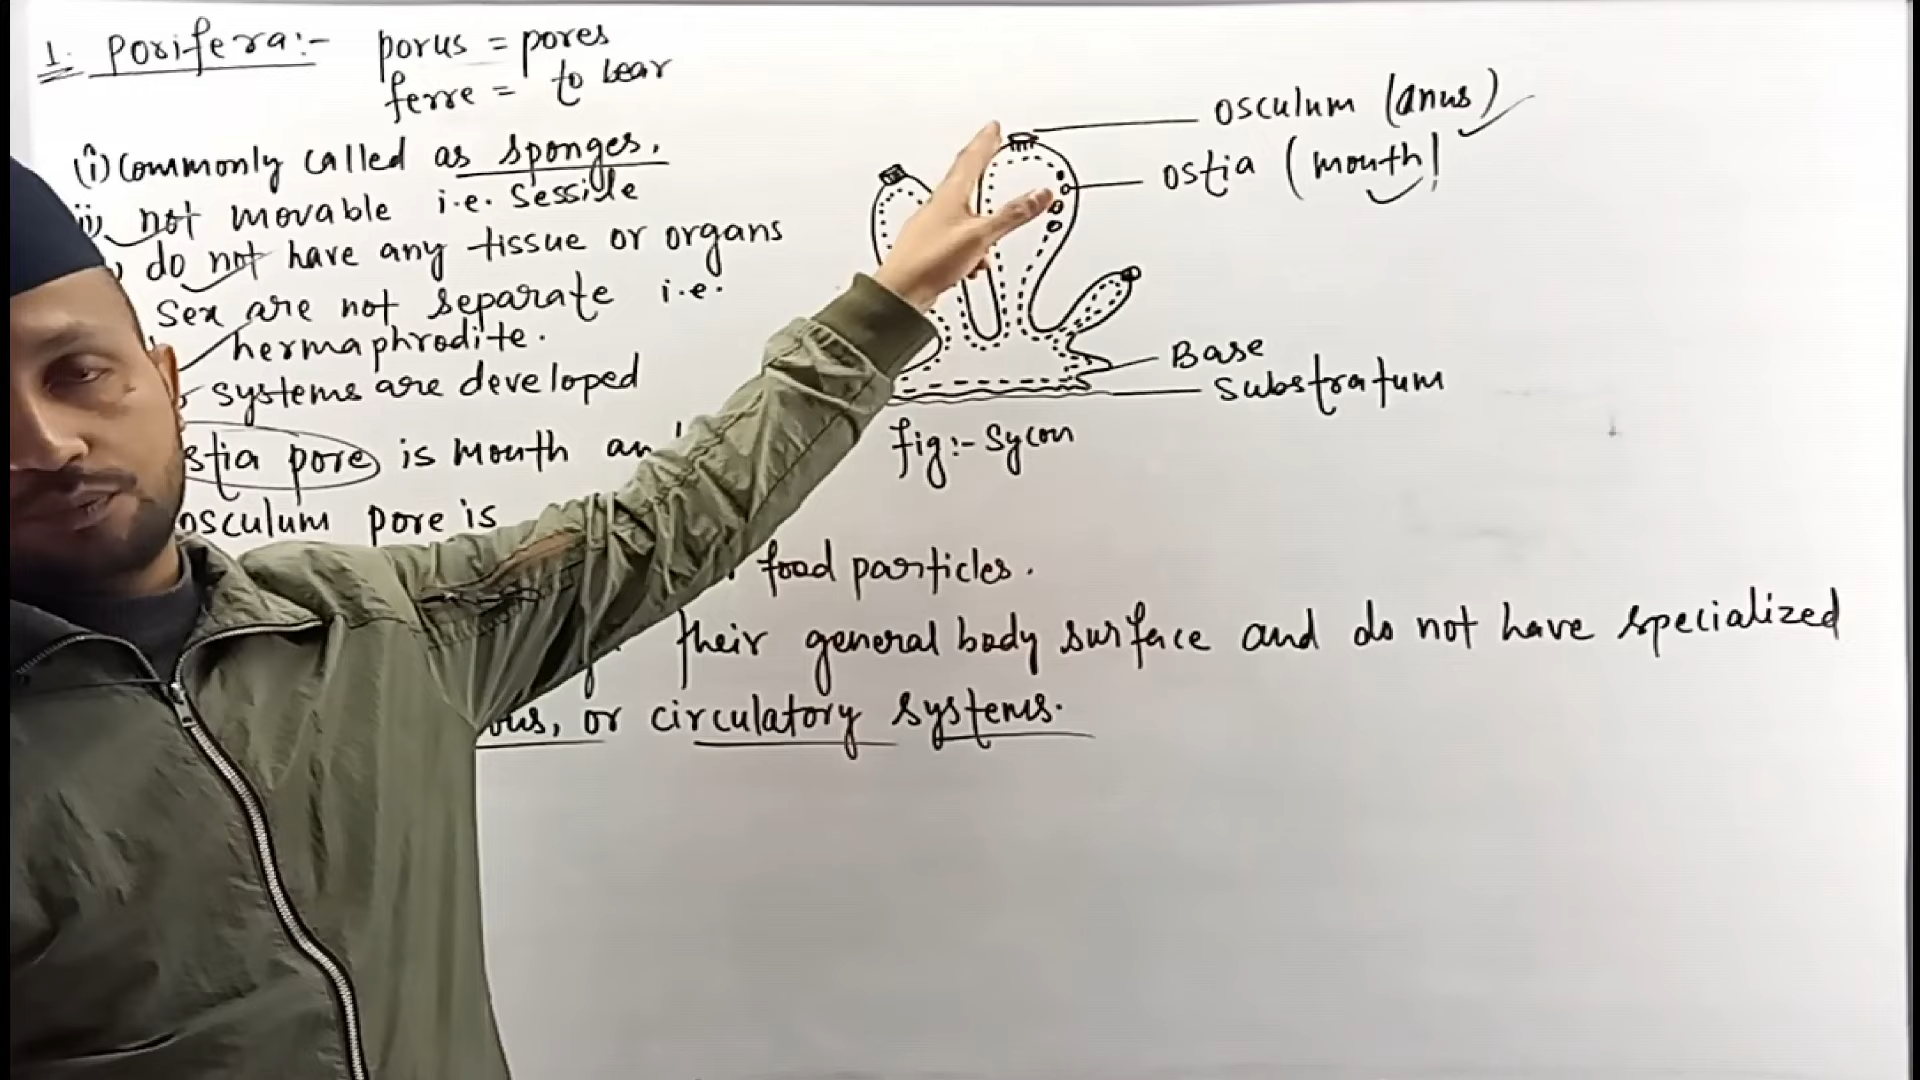 1. Porifera:- porus = pores
ferre = to bear
(i) Commonly called as sponges.
ii) not movable i.e. Sessile
do not have any tissue or organs
Sex are not separate i.e.
hermaphrodite.
systems are developed
stia pore is mouth an
osculum pore is
food particles.
their general body surface and do not have specialized
ous, or circulatory systems.
osculum (anus)
ostia (mouth)
Base
Substratum
fig:- Sycon